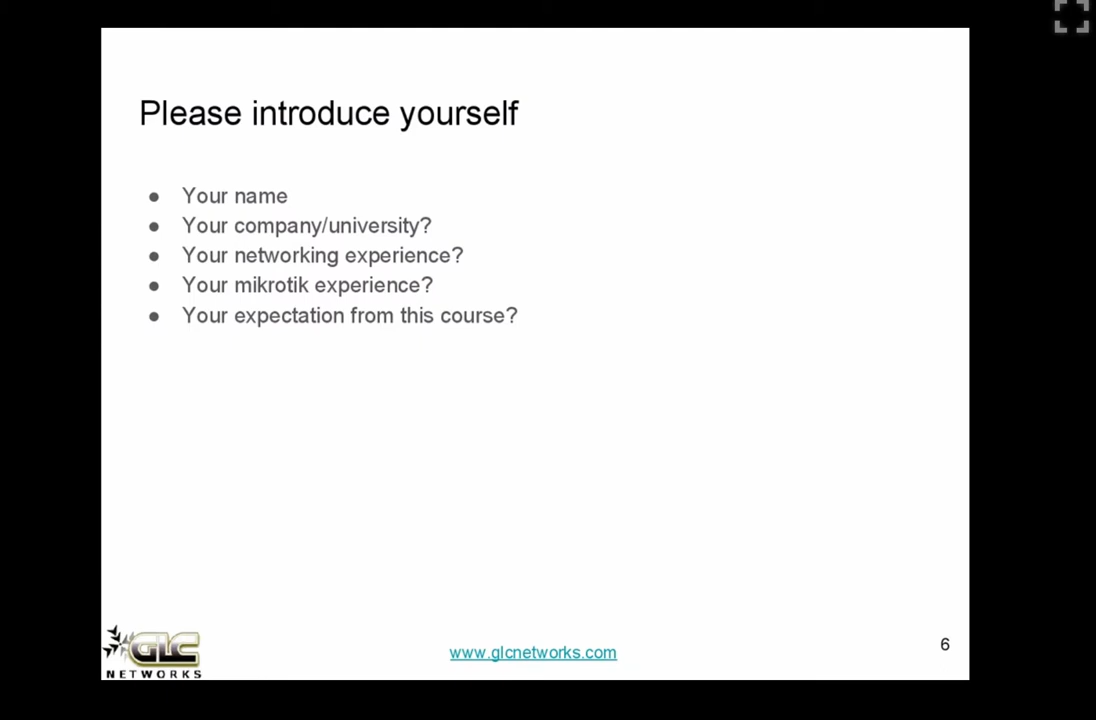 Please introduce yourself
● Your name
● Your company/university?
● Your networking experience?
● Your mikrotik experience?
● Your expectation from this course?
GLC
NETWORKS
www.glcnetworks.com
6